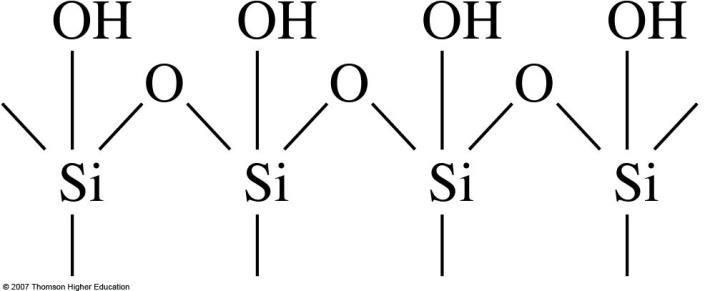 OH OH OH OH
O O O
Si Si Si Si
© 2007 Thomson Higher Education